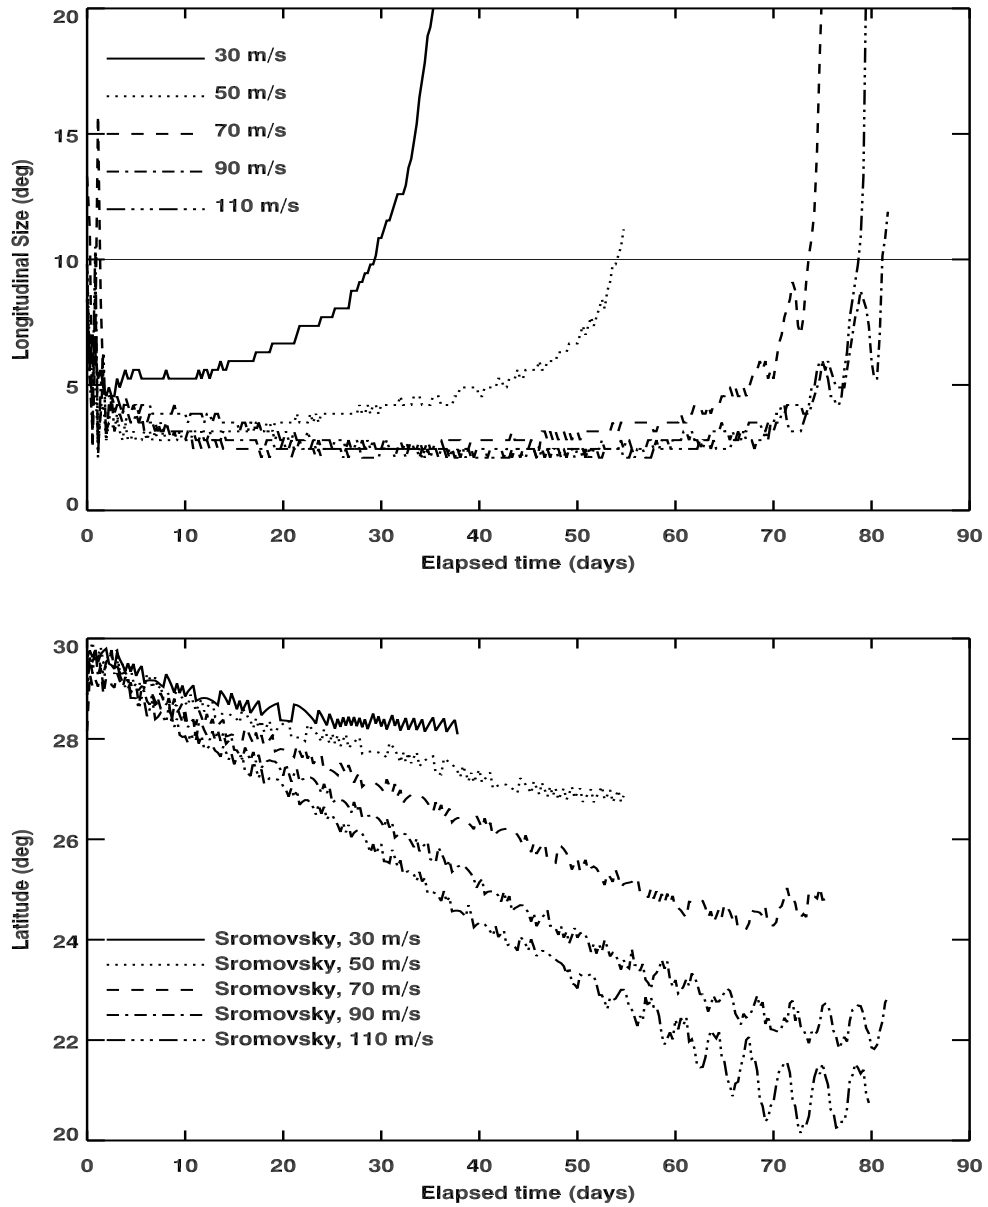 20
15
10
5
0
Longitudinal Size (deg)
30 m/s
50 m/s
70 m/s
90 m/s
110 m/s
0 10 20 30 40 50 60 70 80 90
Elapsed time (days)
30
28
26
24
22
20
Latitude (deg)
Sromovsky, 30 m/s
Sromovsky, 50 m/s
Sromovsky, 70 m/s
Sromovsky, 90 m/s
Sromovsky, 110 m/s
0 10 20 30 40 50 60 70 80 90
Elapsed time (days)